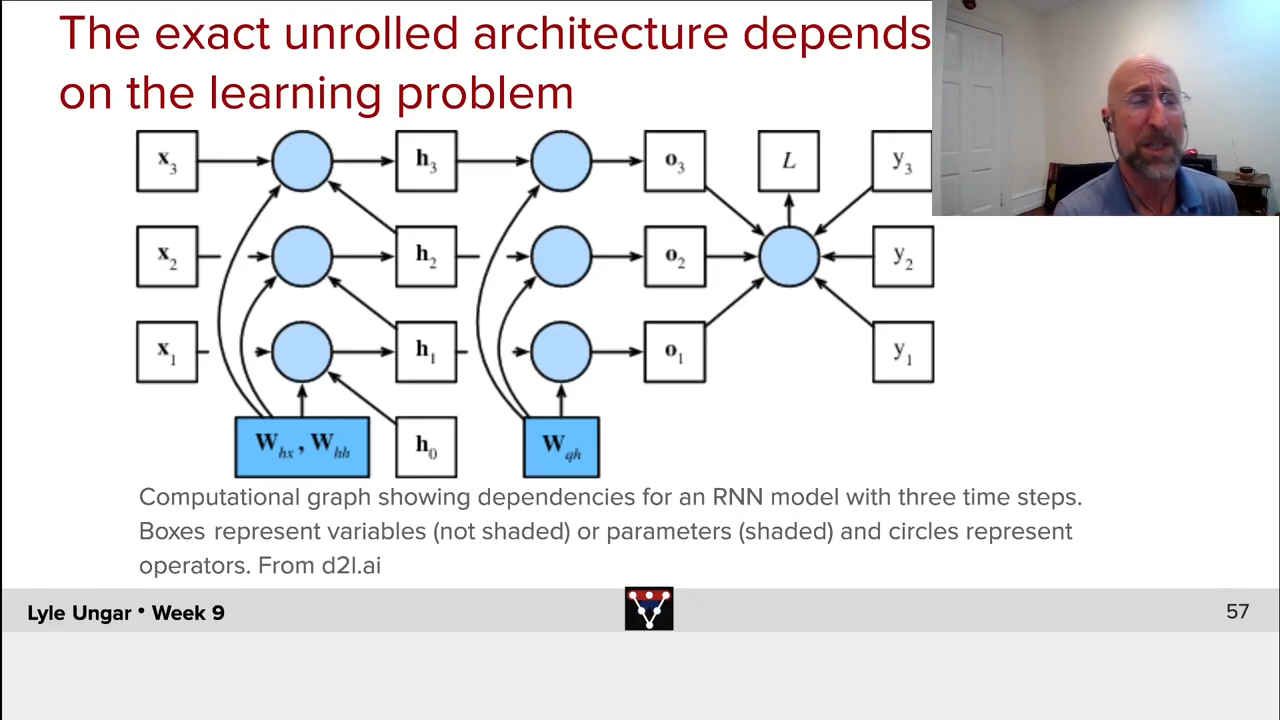 The exact unrolled architecture depends
on the learning problem
x3 h3 o3 L y3
x2 h2 o2 y2
x1 h1 o1 y1
Whx, Whh h0 Wqh
Computational graph showing dependencies for an RNN model with three time steps.
Boxes represent variables (not shaded) or parameters (shaded) and circles represent
operators. From d2l.ai
Lyle Ungar • Week 9 57